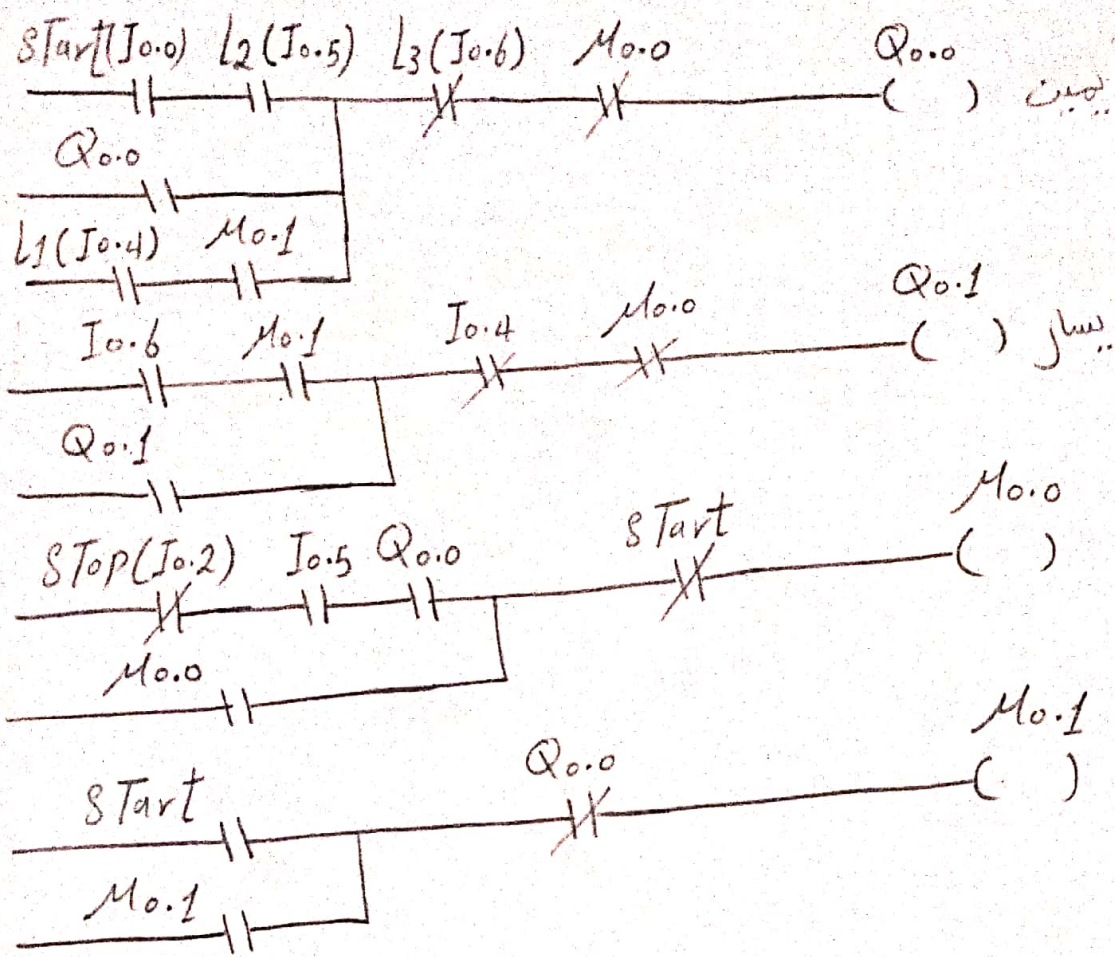 START(I0.0) L2(I0.5) L3(I0.6) M0.0 Q0.0
يمين
Q0.0
L1(I0.4) M0.1
I0.6 M0.1 I0.4 M0.0 Q0.1
يسار
Q0.1
STOP(I0.2) I0.5 Q0.0 START M0.0
M0.0
START Q0.0 M0.1
M0.1